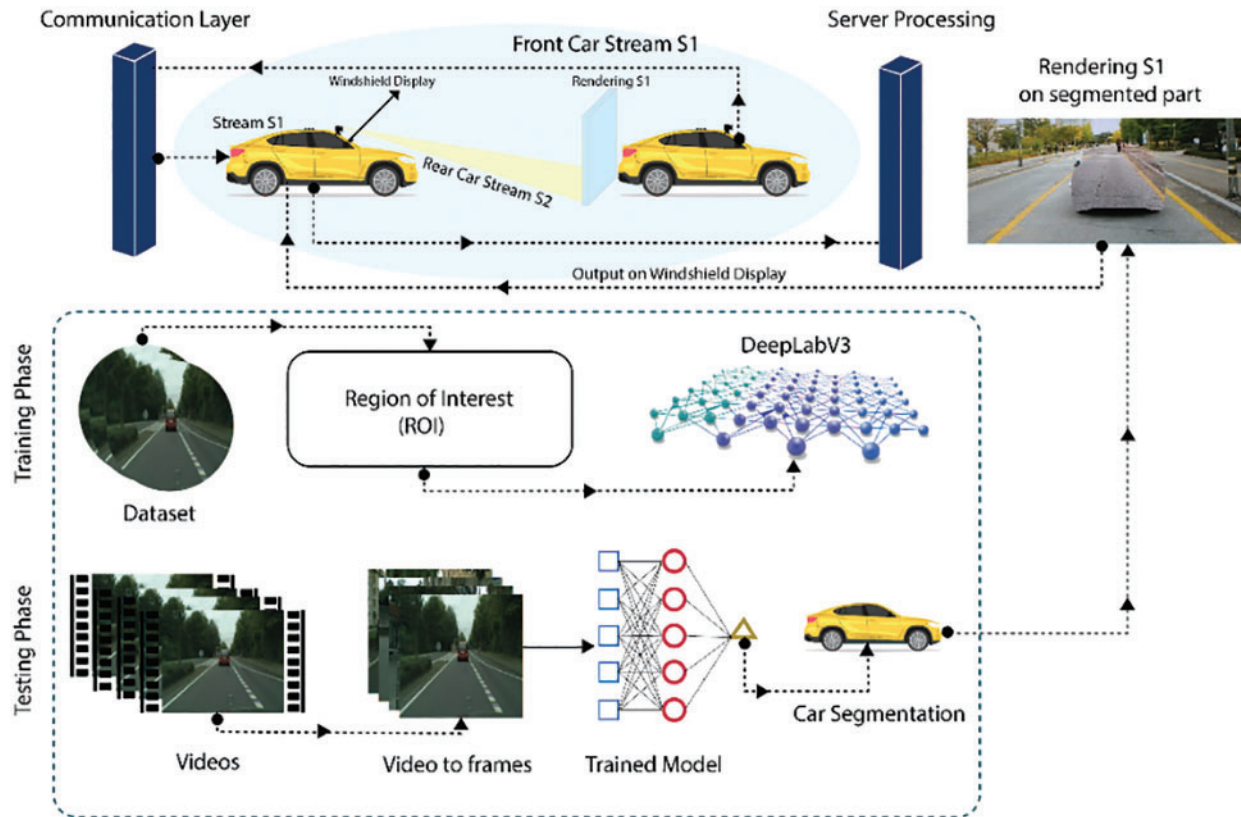 Communication Layer
Server Processing
Front Car Stream S1
Windshield Display
Rendering S1
Rendering S1
on segmented part
Stream S1
Rear Car Stream S2
Output on Windshield Display
Training Phase
DeepLabV3
Region of Interest
(ROI)
Dataset
Testing Phase
Car Segmentation
Videos
Video to frames
Trained Model